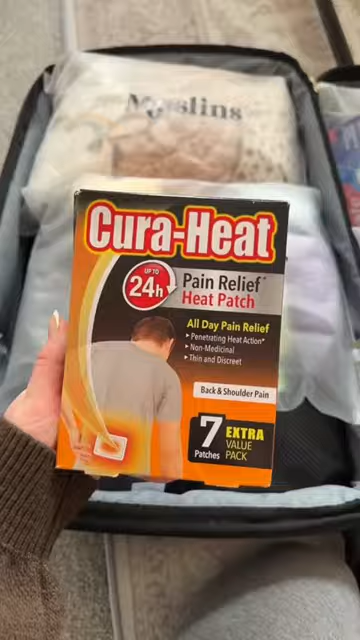 Muslins
Cura-Heat
UP TO
24h
Pain Relief*
Heat Patch
All Day Pain Relief
▸ Penetrating Heat Action*
▸ Non-Medicinal
▸ Thin and Discreet
Back & Shoulder Pain
7
Patches
EXTRA
VALUE
PACK